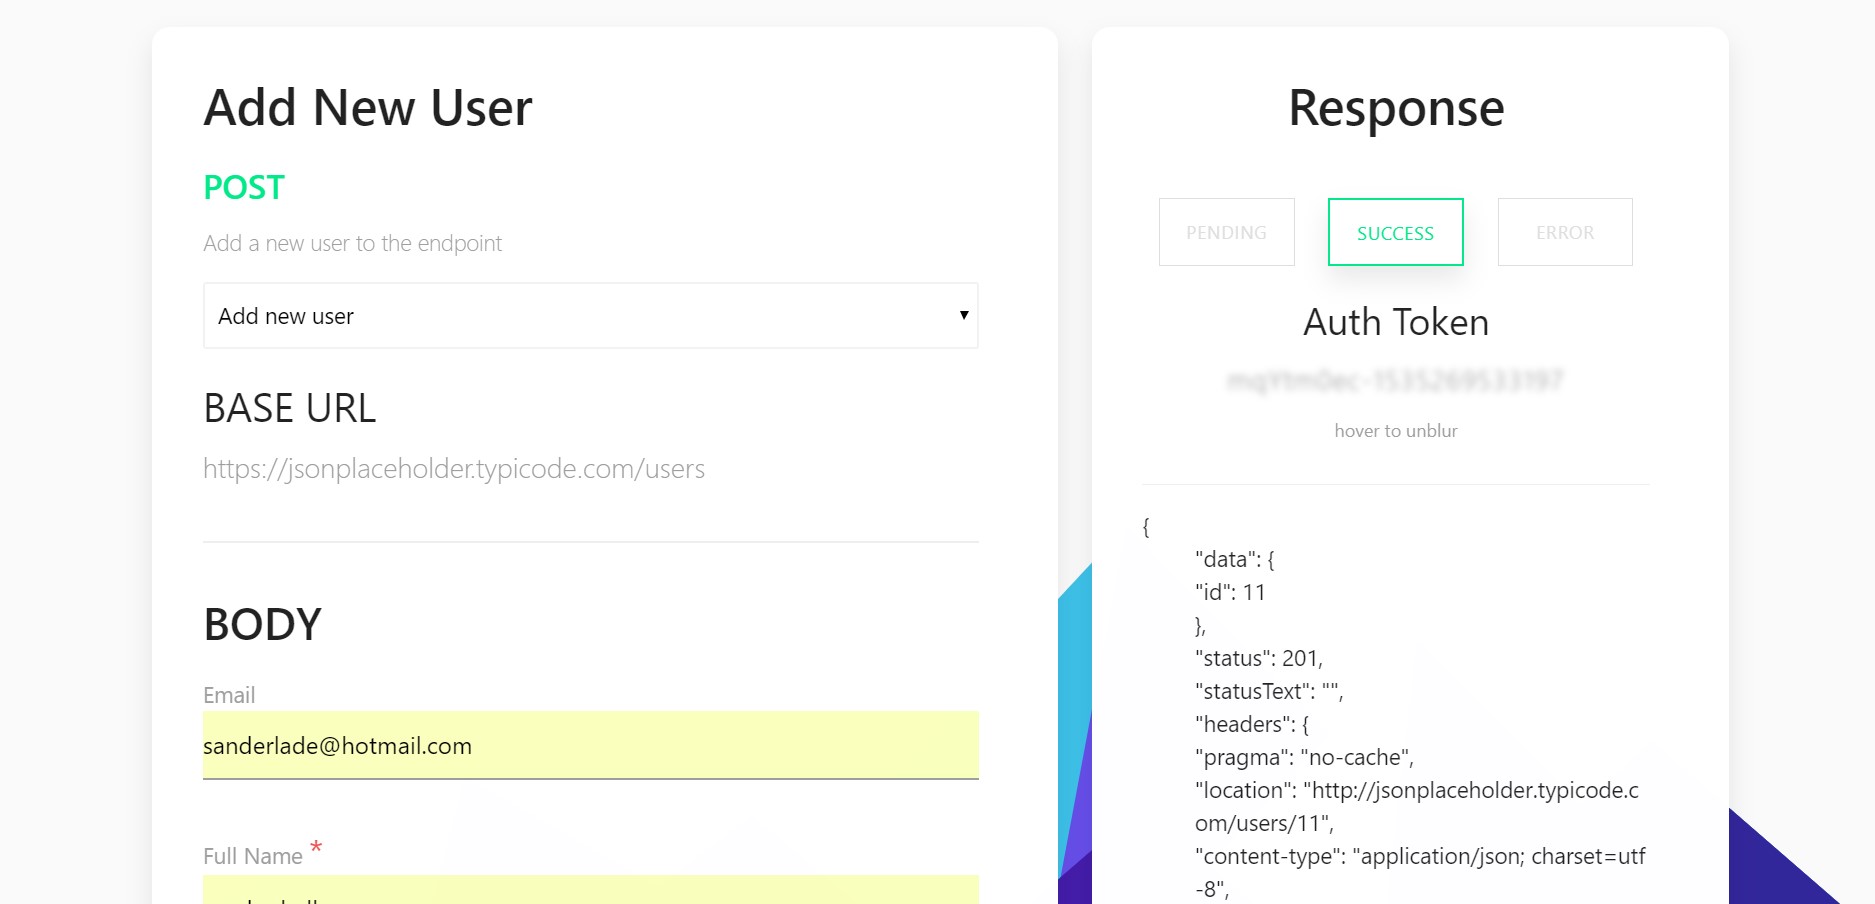 Add New User
POST
Add a new user to the endpoint
Add new user
BASE URL
https://jsonplaceholder.typicode.com/users
BODY
Email
sanderlade@hotmail.com
Full Name *
Response
PENDING
SUCCESS
ERROR
Auth Token
hover to unblur
{
"data": {
"id": 11
},
"status": 201,
"statusText": "",
"headers": {
"pragma": "no-cache",
"location": "http://jsonplaceholder.typicode.c
om/users/11",
"content-type": "application/json; charset=utf
-8",